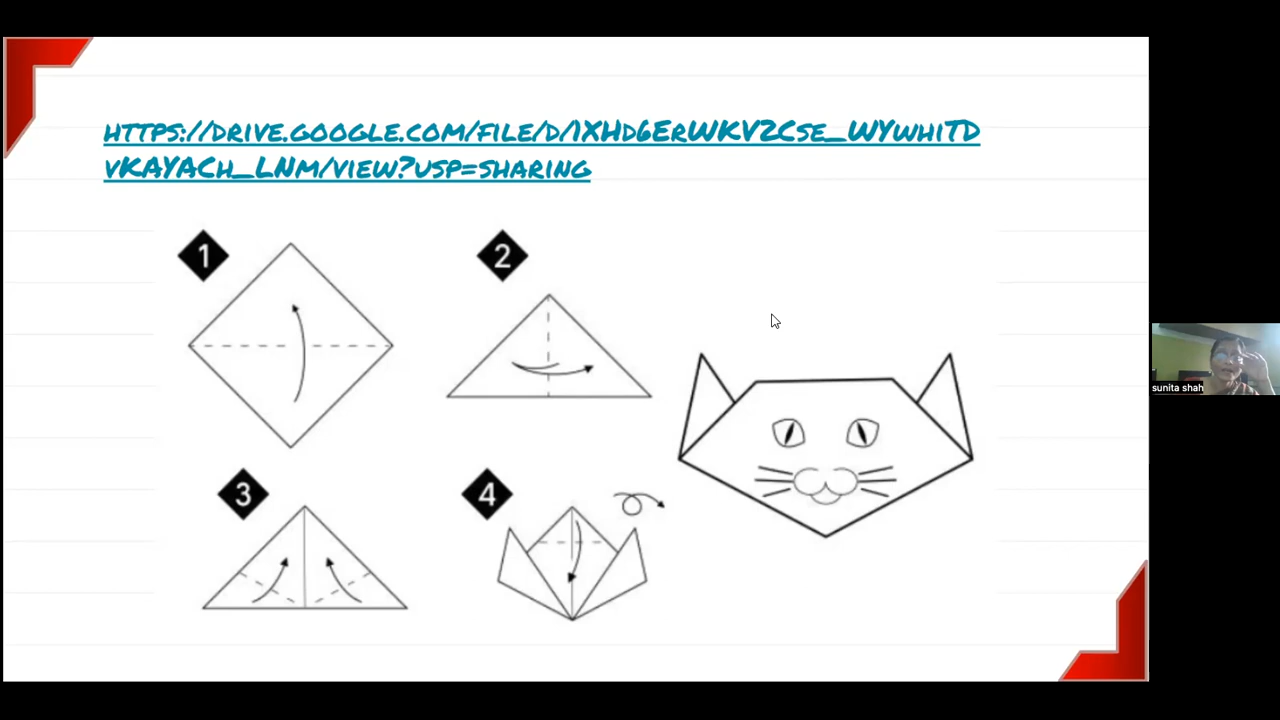 HTTPS://DRIVE.GOOGLE.COM/FILE/D/1XHD6ERWKV2CSE_WYWHITD
VKAYACH_LNM/VIEW?USP=SHARING
1
2
3
4
sunita shah